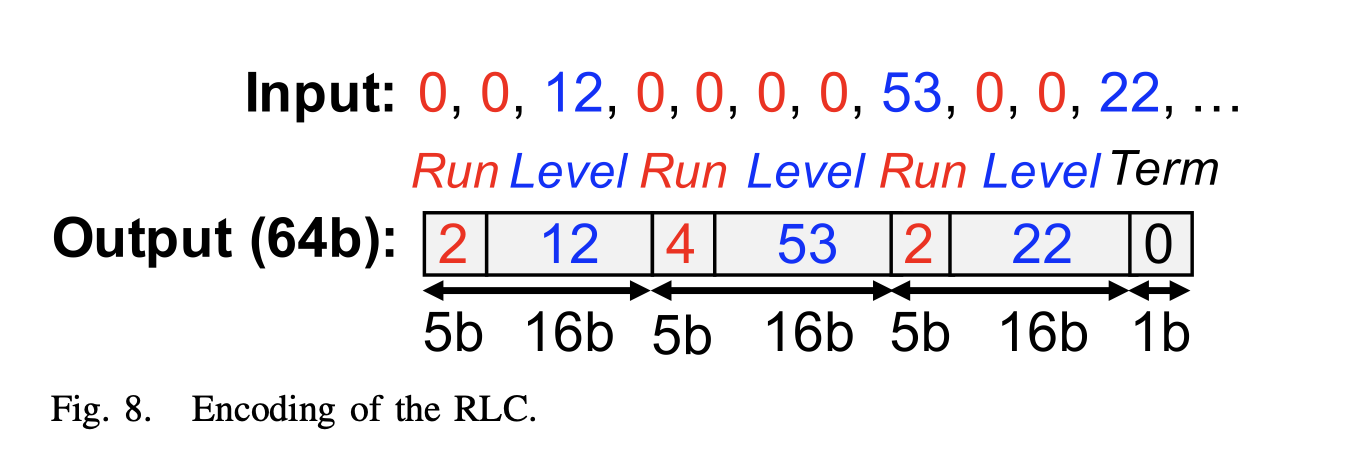 Input: 0, 0, 12, 0, 0, 0, 0, 53, 0, 0, 22, ...
Run Level Run Level Run Level Term
Output (64b): 2 12 4 53 2 22 0
5b 16b 5b 16b 5b 16b 1b
Fig. 8. Encoding of the RLC.